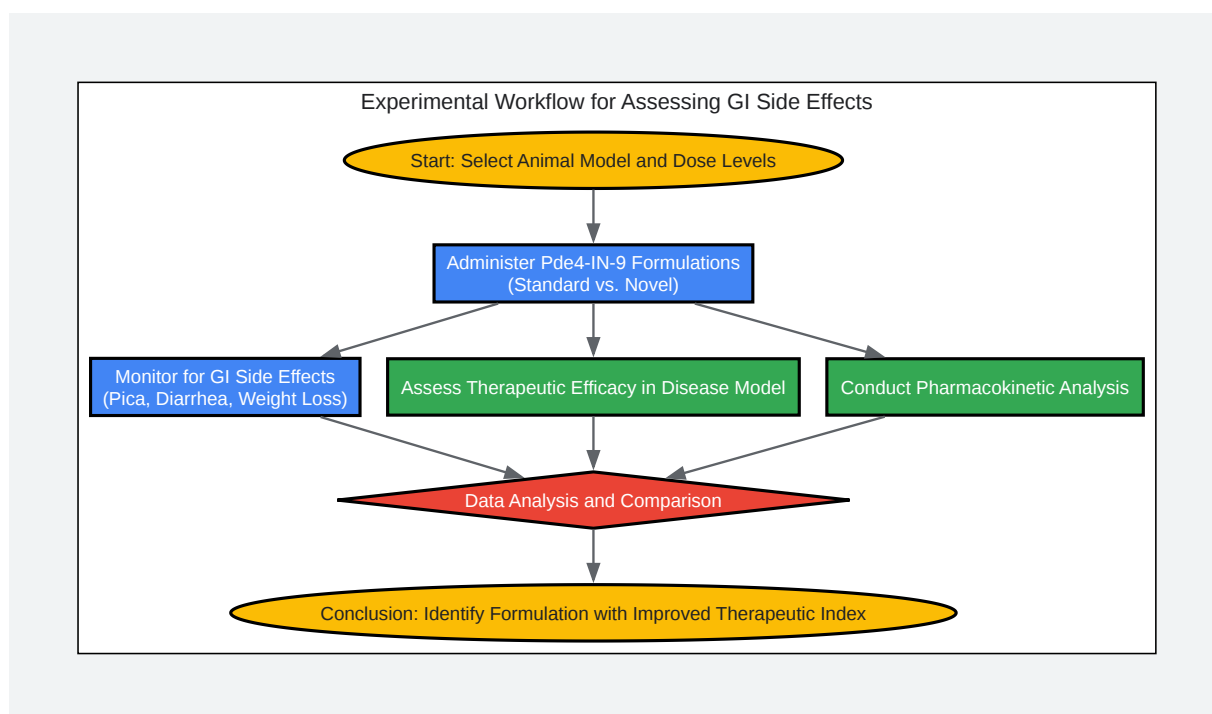 Experimental Workflow for Assessing GI Side Effects
Start: Select Animal Model and Dose Levels
Administer Pde4-IN-9 Formulations
(Standard vs. Novel)
Monitor for GI Side Effects
(Pica, Diarrhea, Weight Loss)
Assess Therapeutic Efficacy in Disease Model
Conduct Pharmacokinetic Analysis
Data Analysis and Comparison
Conclusion: Identify Formulation with Improved Therapeutic Index